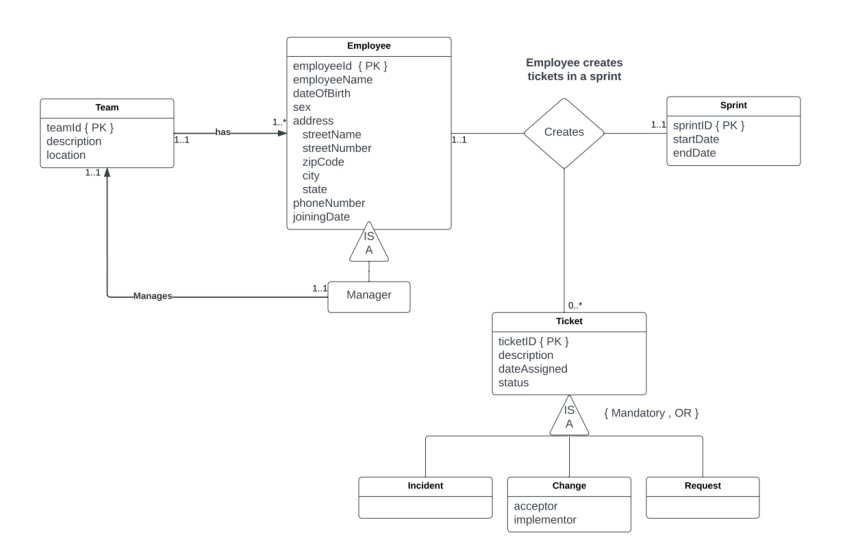 Employee
employeeId { PK }
employeeName
dateOfBirth
sex
address
streetName
streetNumber
zipCode
city
state
phoneNumber
joiningDate
Employee creates
tickets in a sprint
Team
teamId { PK }
description
location
1..1
has
1..*
1..1
Creates
1..1
Sprint
sprintID { PK }
startDate
endDate
1..1
IS
A
Manages
1..1
Manager
0..*
Ticket
ticketID { PK }
description
dateAssigned
status
IS
A
{ Mandatory , OR }
Incident
Change
acceptor
implementor
Request